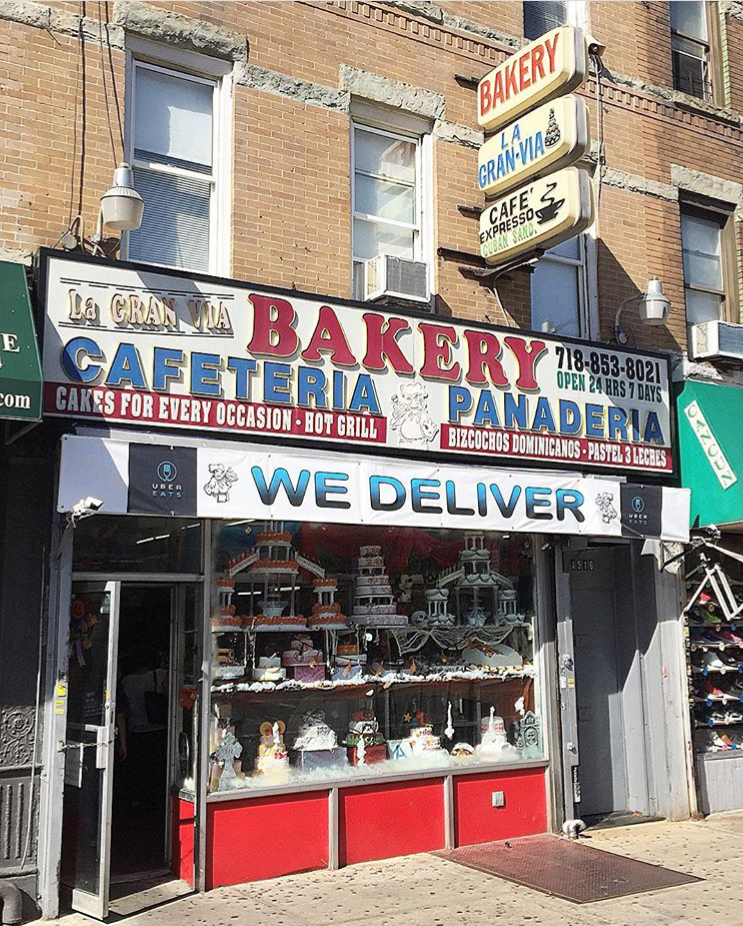 BAKERY
LA
GRAN-VIA
CAFE'
EXPRESSO
CUBAN SAND.
La GRAN VIA
BAKERY
718-853-8021
OPEN 24 HRS 7 DAYS
CAFETERIA
PANADERIA
CAKES FOR EVERY OCCASION - HOT GRILL
BIZCOCHOS DOMINICANOS - PASTEL 3 LECHES
E
com
UBER
EATS
WE DELIVER
UBER
EATS